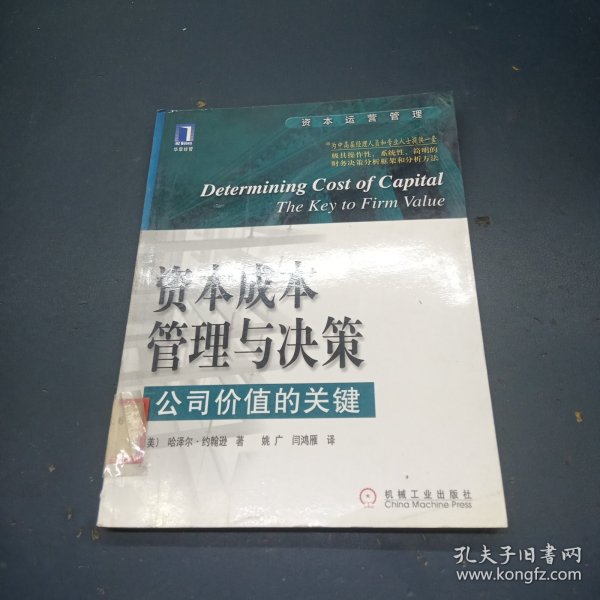 资本运营管理
华章经管
为中高层经理人员和专业人士提供一套
极具操作性、系统性、简明的
财务决策分析框架和分析方法
Determining Cost of Capital
The Key to Firm Value
资本成本
管理与决策
公司价值的关键
美） 哈泽尔·约翰逊 著 姚广 闫鸿雁 译
机械工业出版社
China Machine Press
孔夫子旧书网
www.kongfz.com